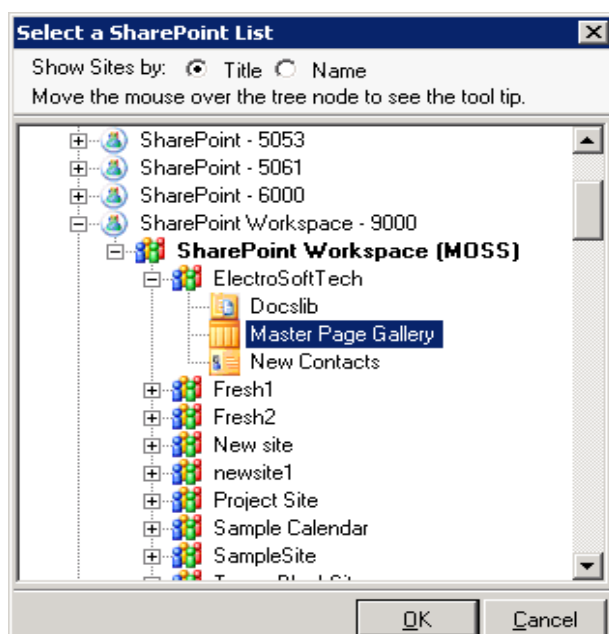 Select a SharePoint List
Show Sites by: Title Name
Move the mouse over the tree node to see the tool tip.
SharePoint - 5053
SharePoint - 5061
SharePoint - 6000
SharePoint Workspace - 9000
SharePoint Workspace (MOSS)
ElectroSoftTech
Docslib
Master Page Gallery
New Contacts
Fresh1
Fresh2
New site
newsite1
Project Site
Sample Calendar
SampleSite
OK Cancel